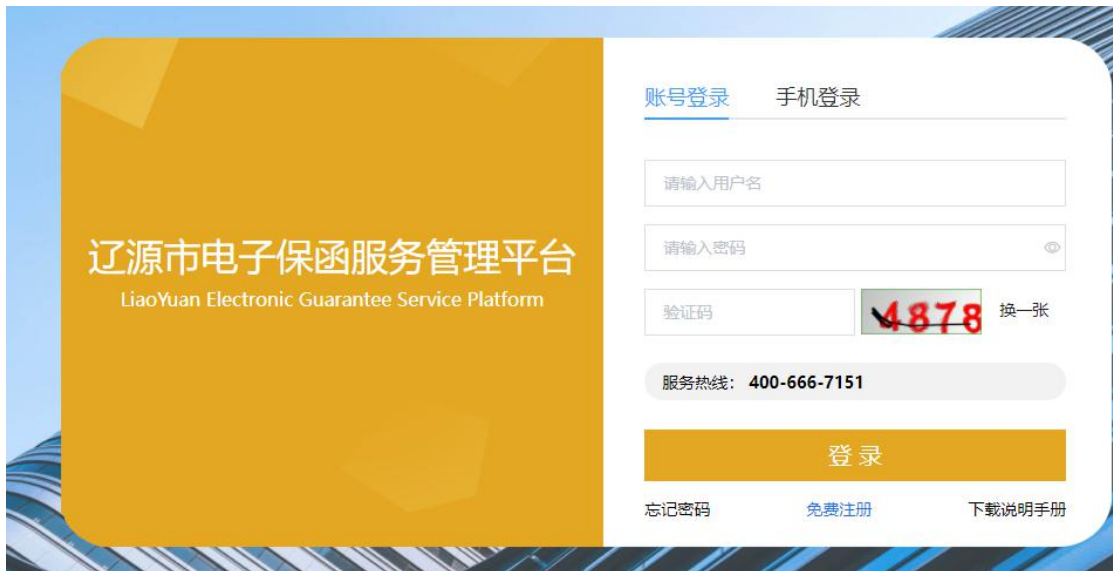 账号登录 手机登录
请输入用户名
辽源市电子保函服务管理平台
请输入密码
LiaoYuan Electronic Guarantee Service Platform
验证码 4878 换一张
服务热线： 400-666-7151
登录
忘记密码 免费注册 下载说明手册